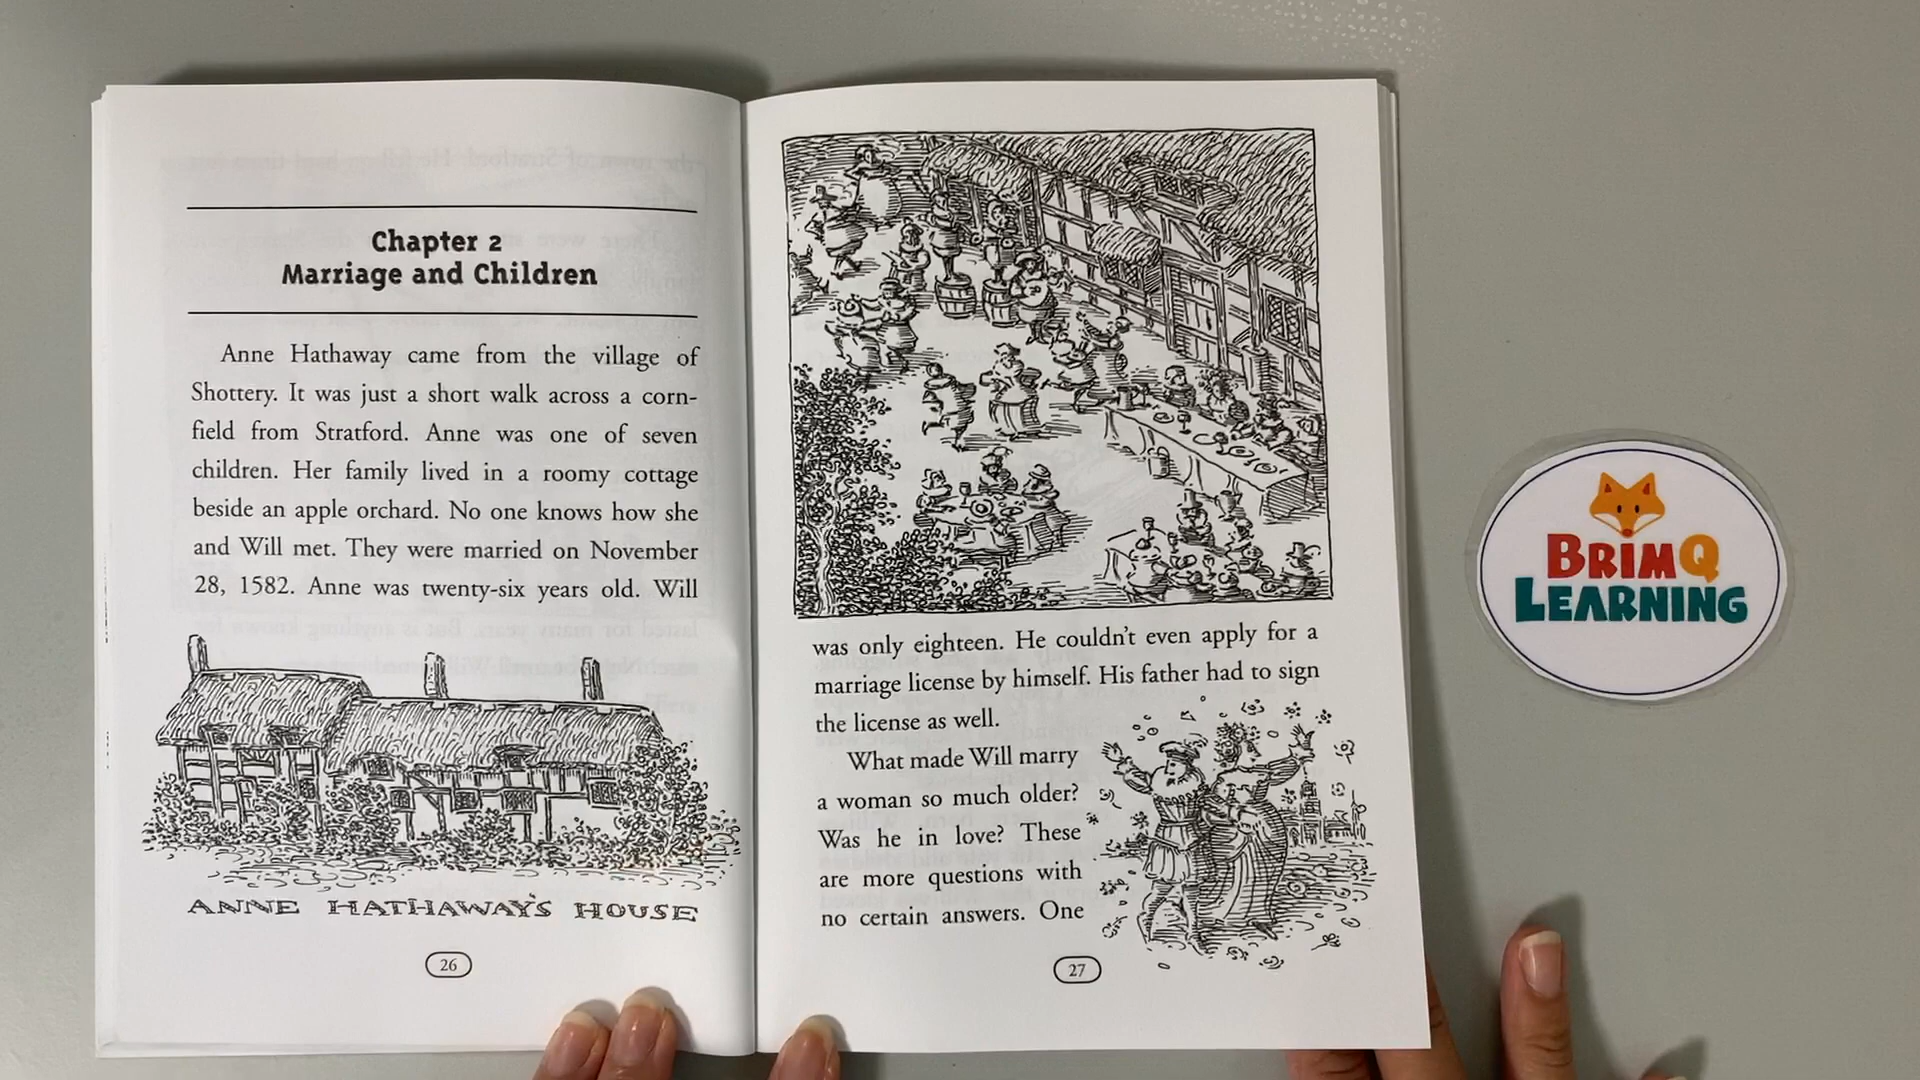 Chapter 2
Marriage and Children
Anne Hathaway came from the village of
Shottery. It was just a short walk across a corn-
field from Stratford. Anne was one of seven
children. Her family lived in a roomy cottage
beside an apple orchard. No one knows how she
and Will met. They were married on November
28, 1582. Anne was twenty-six years old. Will
ANNE HATHAWAY'S HOUSE
26
was only eighteen. He couldn't even apply for a
marriage license by himself. His father had to sign
the license as well.
What made Will marry
a woman so much older?
Was he in love? These
are more questions with
no certain answers. One
27
BRIMQ
LEARNING